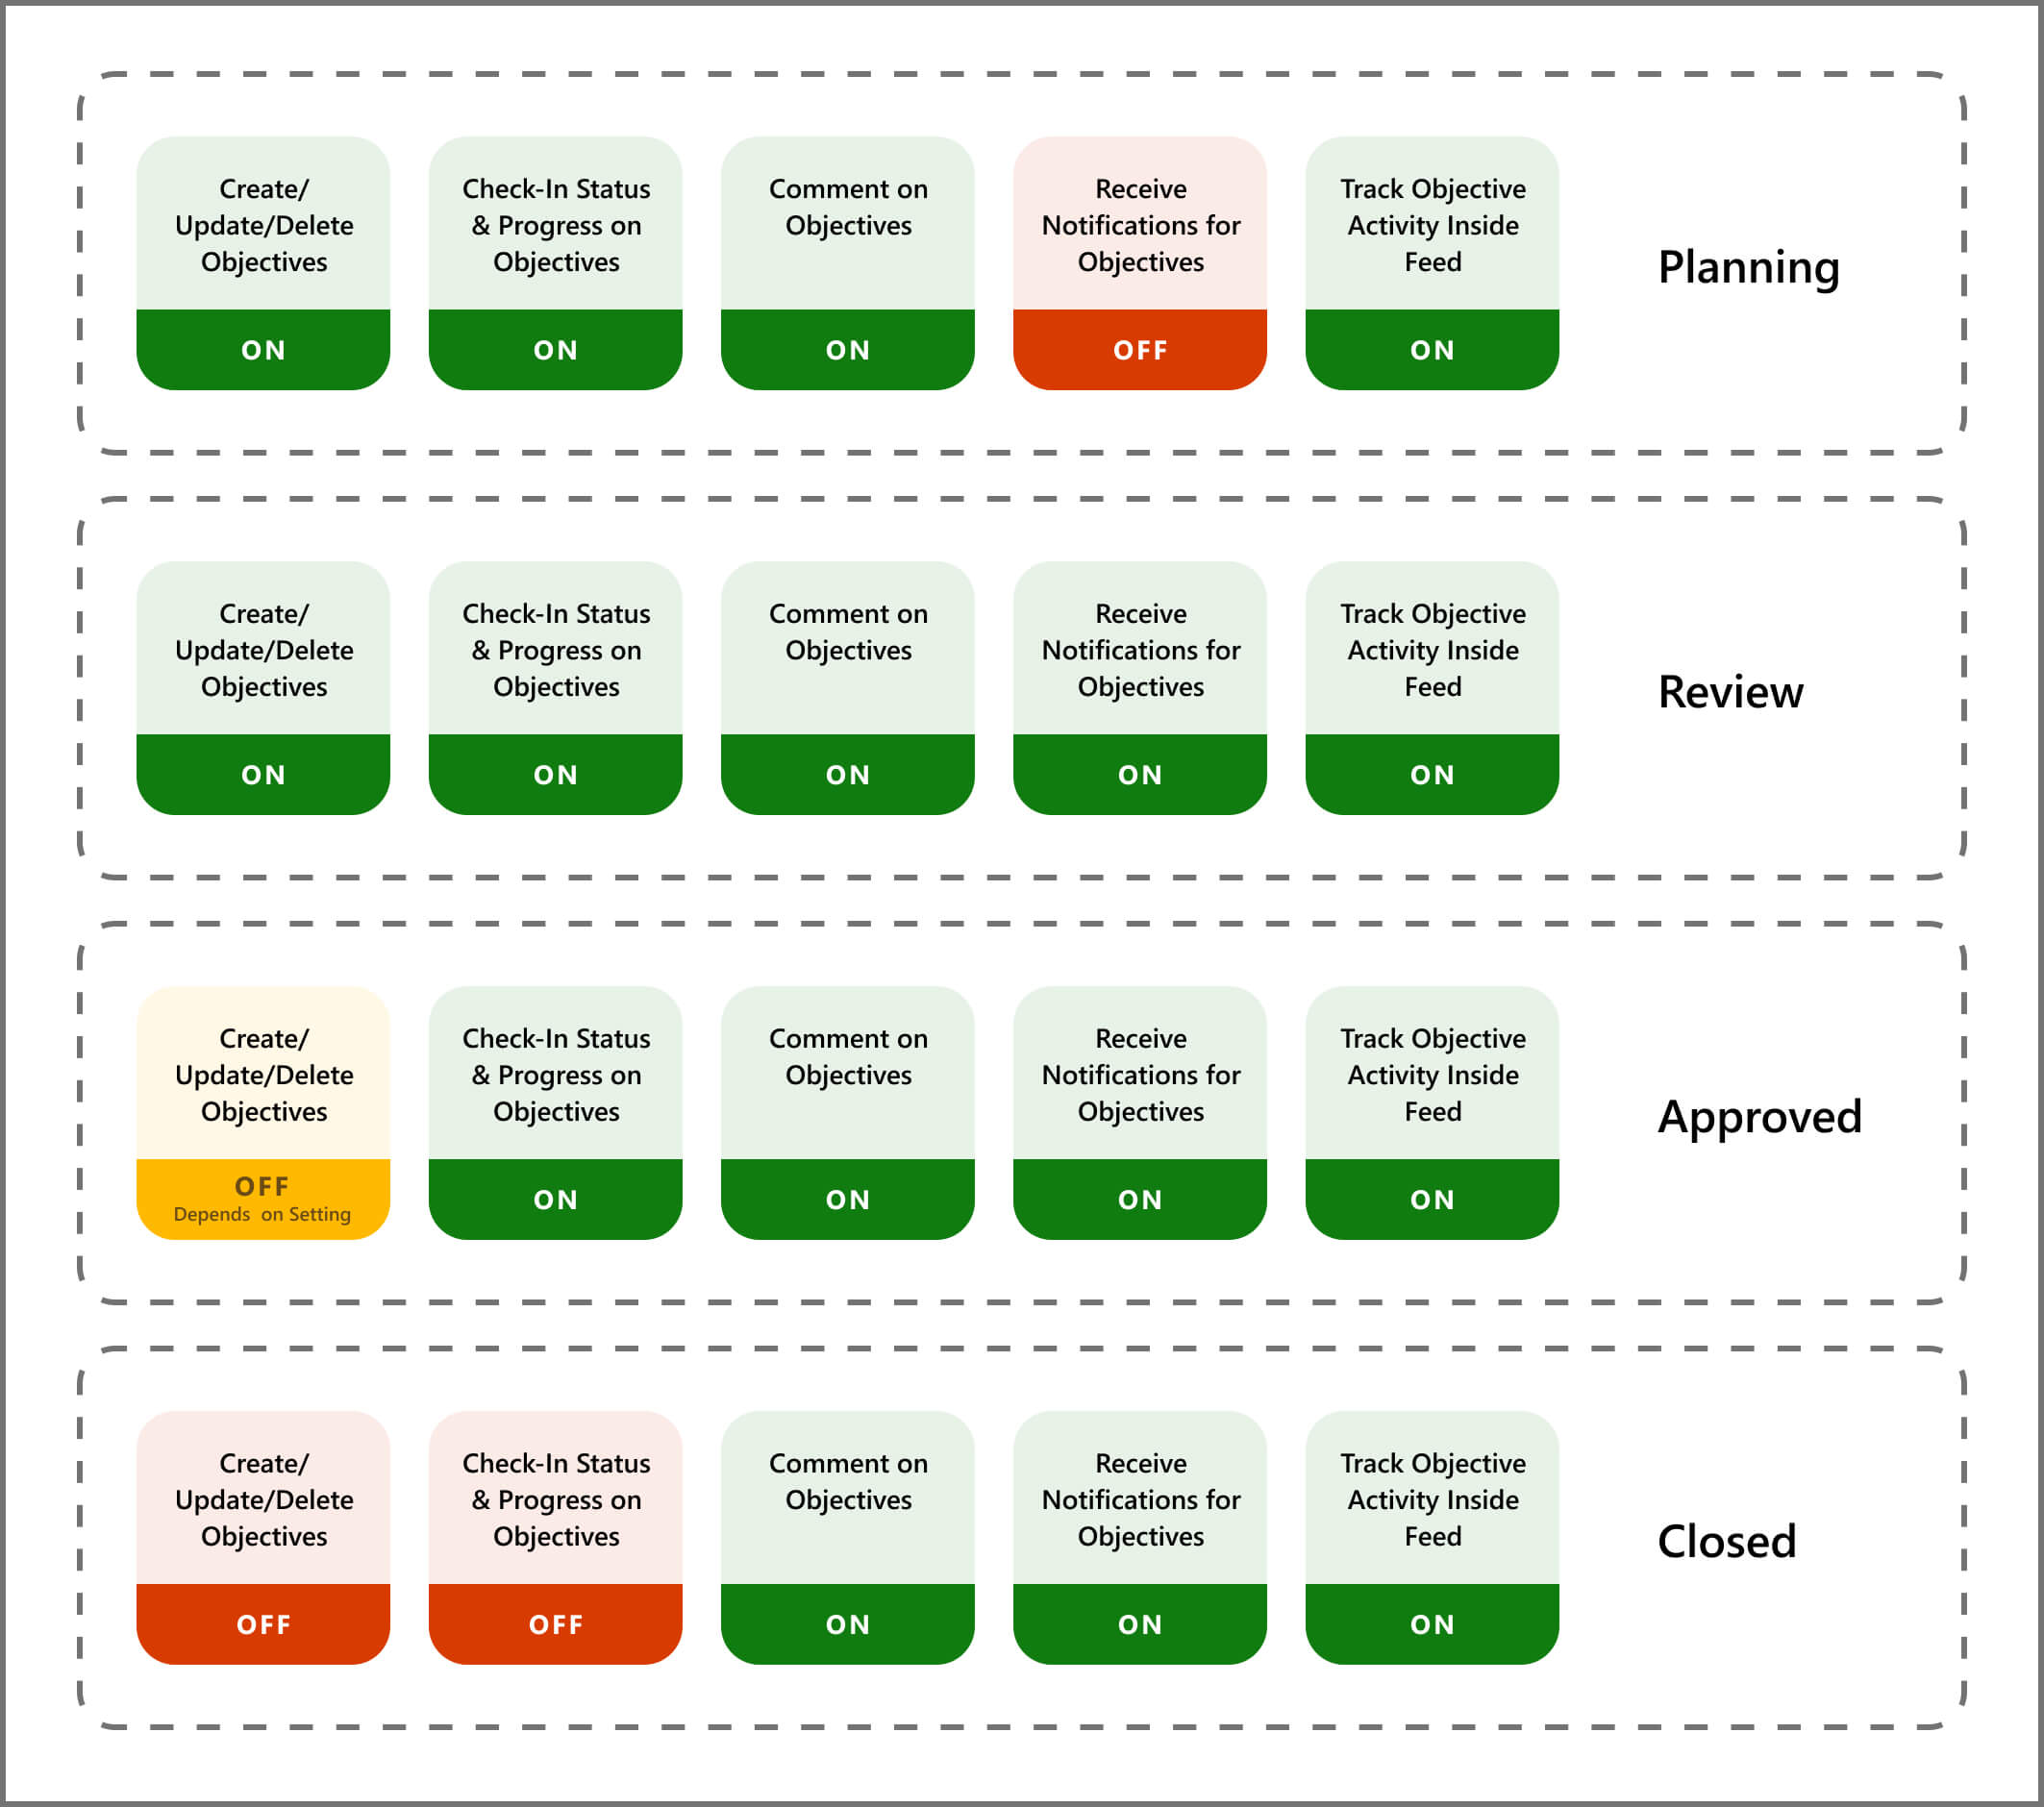 Create/
Update/Delete
Objectives
ON
Check-In Status
& Progress on
Objectives
ON
Comment on
Objectives
ON
Receive
Notifications for
Objectives
OFF
Track Objective
Activity Inside
Feed
ON
Planning
Create/
Update/Delete
Objectives
ON
Check-In Status
& Progress on
Objectives
ON
Comment on
Objectives
ON
Receive
Notifications for
Objectives
ON
Track Objective
Activity Inside
Feed
ON
Review
Create/
Update/Delete
Objectives
OFF
Depends on Setting
Check-In Status
& Progress on
Objectives
ON
Comment on
Objectives
ON
Receive
Notifications for
Objectives
ON
Track Objective
Activity Inside
Feed
ON
Approved
Create/
Update/Delete
Objectives
OFF
Check-In Status
& Progress on
Objectives
OFF
Comment on
Objectives
ON
Receive
Notifications for
Objectives
ON
Track Objective
Activity Inside
Feed
ON
Closed